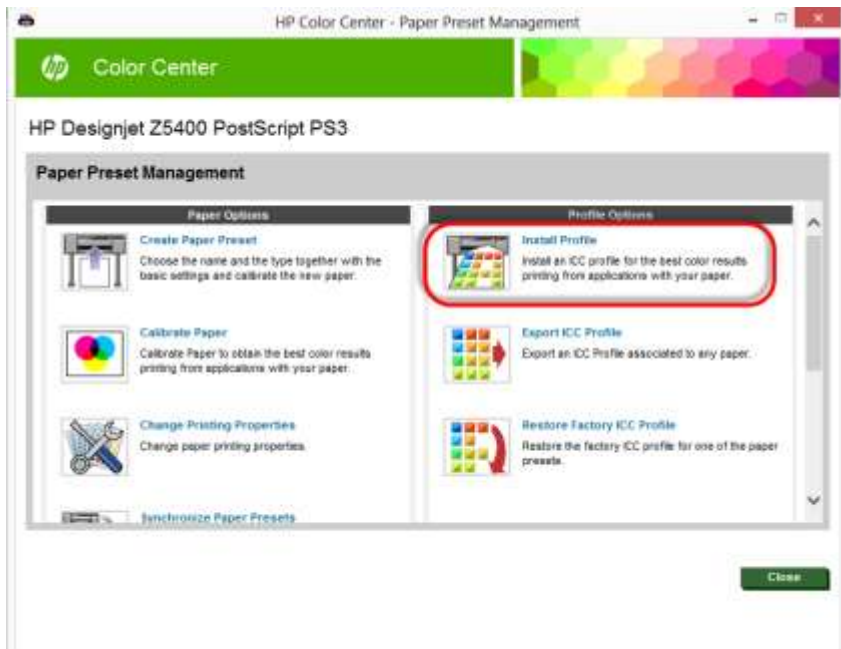 HP Color Center - Paper Preset Management
hp Color Center
HP Designjet Z5400 PostScript PS3
Paper Preset Management
Paper Options
Create Paper Preset
Choose the name and the type together with the
basic settings and calibrate the new paper.
Calibrate Paper
Calibrate Paper to obtain the best color results
printing from applications with your paper.
Change Printing Properties
Change paper printing properties.
Synchronize Paper Presets
Profile Options
Install Profile
Install an ICC profile for the best color results
printing from applications with your paper.
Export ICC Profile
Export an ICC Profile associated to any paper.
Restore Factory ICC Profile
Restore the factory ICC profile for one of the paper
presets.
Close